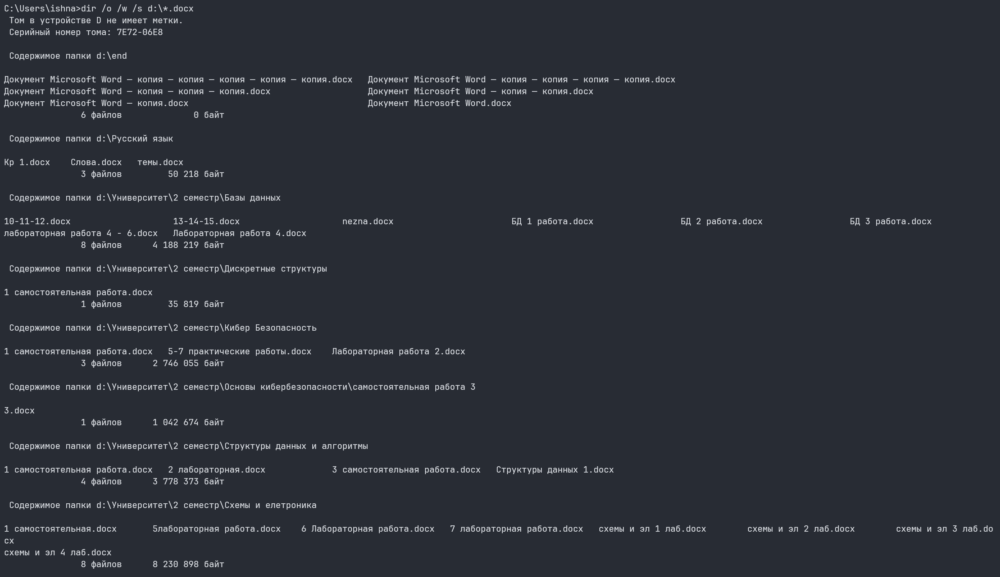 C:\Users\ishna>dir /o /w /s d:\*.docx
 Том в устройстве D не имеет метки.
 Серийный номер тома: 7E72-06E8

 Содержимое папки d:\end

Документ Microsoft Word — копия — копия — копия — копия — копия.docx   Документ Microsoft Word — копия — копия — копия — копия.docx
Документ Microsoft Word — копия — копия — копия.docx                   Документ Microsoft Word — копия — копия.docx
Документ Microsoft Word — копия.docx                                   Документ Microsoft Word.docx
               6 файлов              0 байт

 Содержимое папки d:\Русский язык

Кр 1.docx    Слова.docx   темы.docx
               3 файлов         50 218 байт

 Содержимое папки d:\Университет\2 семестр\Базы данных

10-11-12.docx                    13-14-15.docx                    nezna.docx                       БД 1 работа.docx                 БД 2 работа.docx                 БД 3 работа.docx
лабораторная работа 4 - 6.docx   Лабораторная работа 4.docx
               8 файлов      4 188 219 байт

 Содержимое папки d:\Университет\2 семестр\Дискретные структуры

1 самостоятельная работа.docx
               1 файлов         35 819 байт

 Содержимое папки d:\Университет\2 семестр\Кибер Безопасность

1 самостоятельная работа.docx   5-7 практические работы.docx    Лабораторная работа 2.docx
               3 файлов      2 746 055 байт

 Содержимое папки d:\Университет\2 семестр\Основы кибербезопасности\самостоятельная работа 3

3.docx
               1 файлов      1 042 674 байт

 Содержимое папки d:\Университет\2 семестр\Структуры данных и алгоритмы

1 самостоятельная работа.docx   2 лабораторная.docx             3 самостоятельная работа.docx   Структуры данных 1.docx
               4 файлов      3 778 373 байт

 Содержимое папки d:\Университет\2 семестр\Схемы и елетроника

1 самостоятельная.docx       5лабораторная работа.docx    6 Лабораторная работа.docx   7 лабораторная работа.docx   схемы и эл 1 лаб.docx        схемы и эл 2 лаб.docx        схемы и эл 3 лаб.do
cx
схемы и эл 4 лаб.docx
               8 файлов      8 230 898 байт